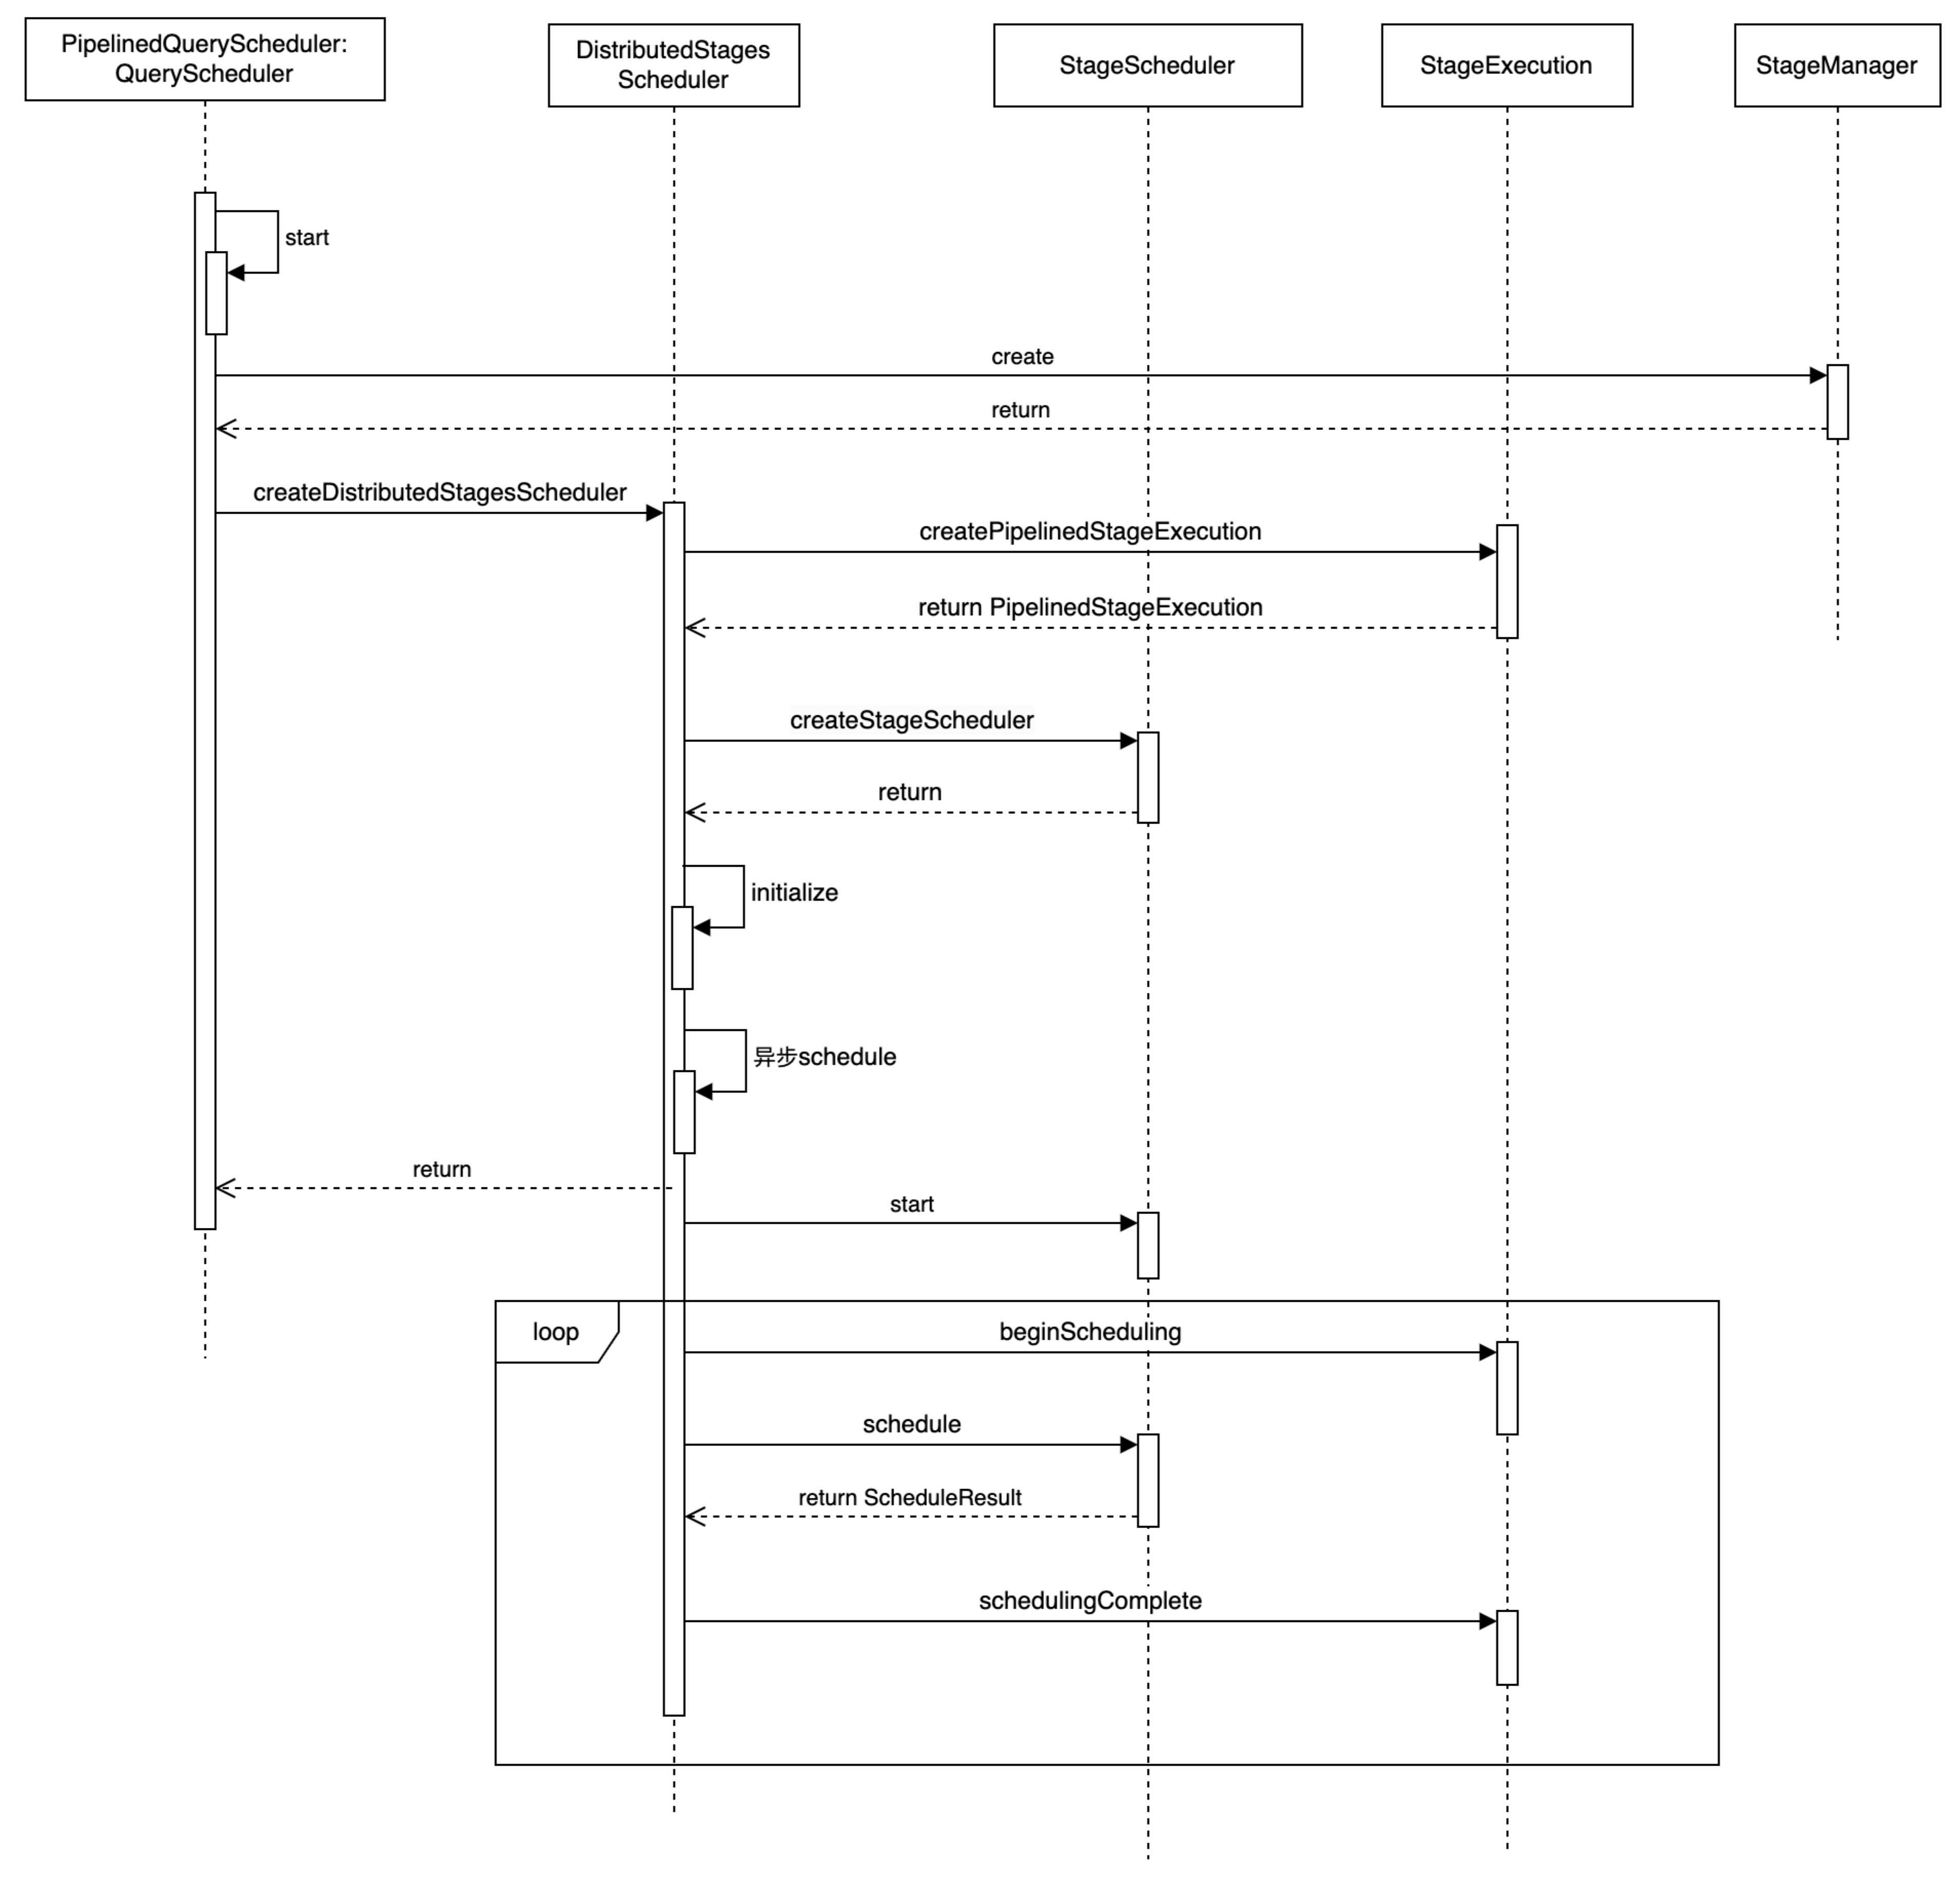 PipelinedQueryScheduler:
QueryScheduler
DistributedStages
Scheduler
StageScheduler
StageExecution
StageManager
start
create
return
createDistributedStagesScheduler
createPipelinedStageExecution
return PipelinedStageExecution
createStageScheduler
return
initialize
异步schedule
return
start
loop
beginScheduling
schedule
return ScheduleResult
schedulingComplete